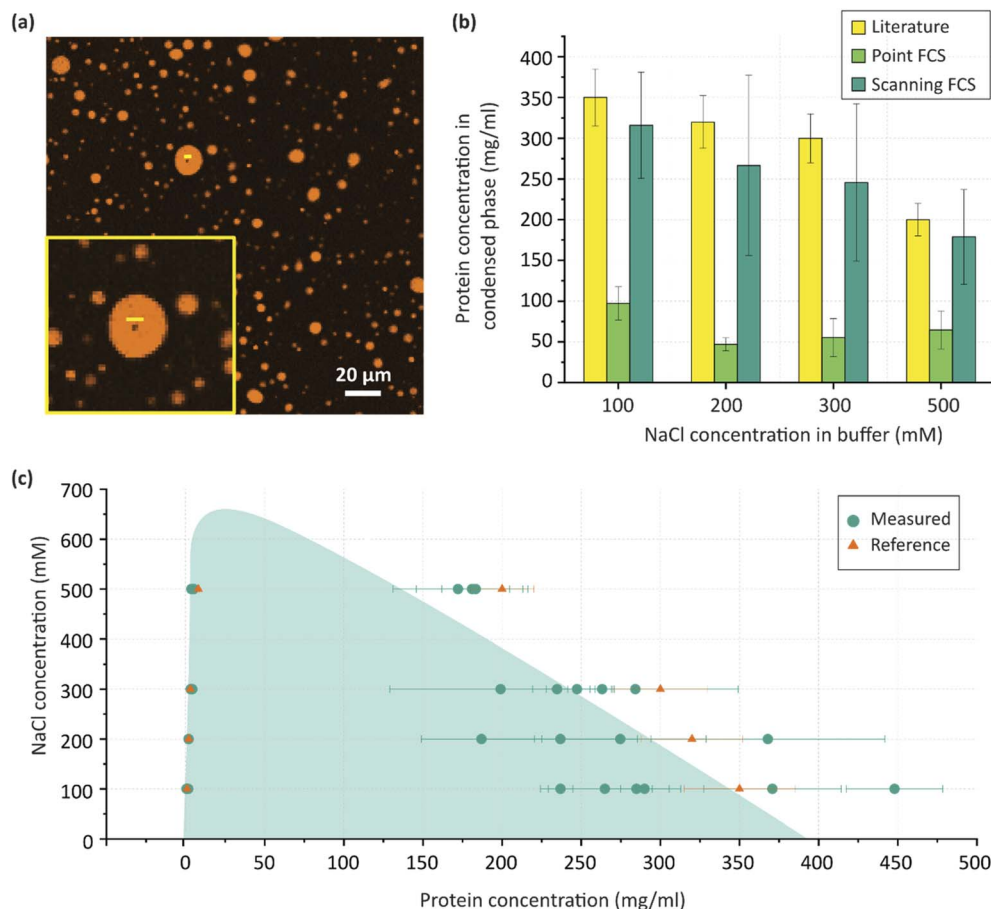 (a)
20 µm
(b)
Literature
Point FCS
Scanning FCS
Protein concentration in
condensed phase (mg/ml)
400
350
300
250
200
150
100
50
0
100 200 300 500
NaCl concentration in buffer (mM)
(c)
Measured
Reference
NaCl concentration (mM)
700
600
500
400
300
200
100
0
0 50 100 150 200 250 300 350 400 450 500
Protein concentration (mg/ml)